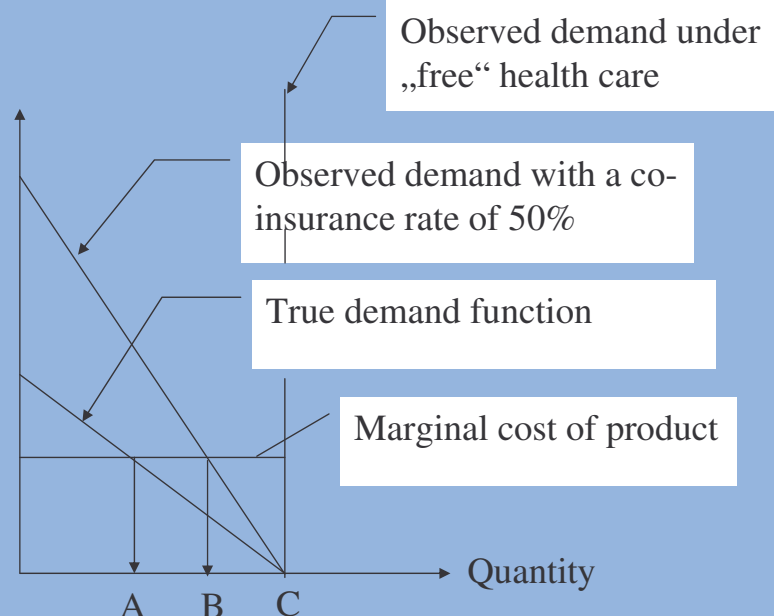 Observed demand under
„free“ health care
Observed demand with a co-
insurance rate of 50%
True demand function
Marginal cost of product
Quantity
A B C